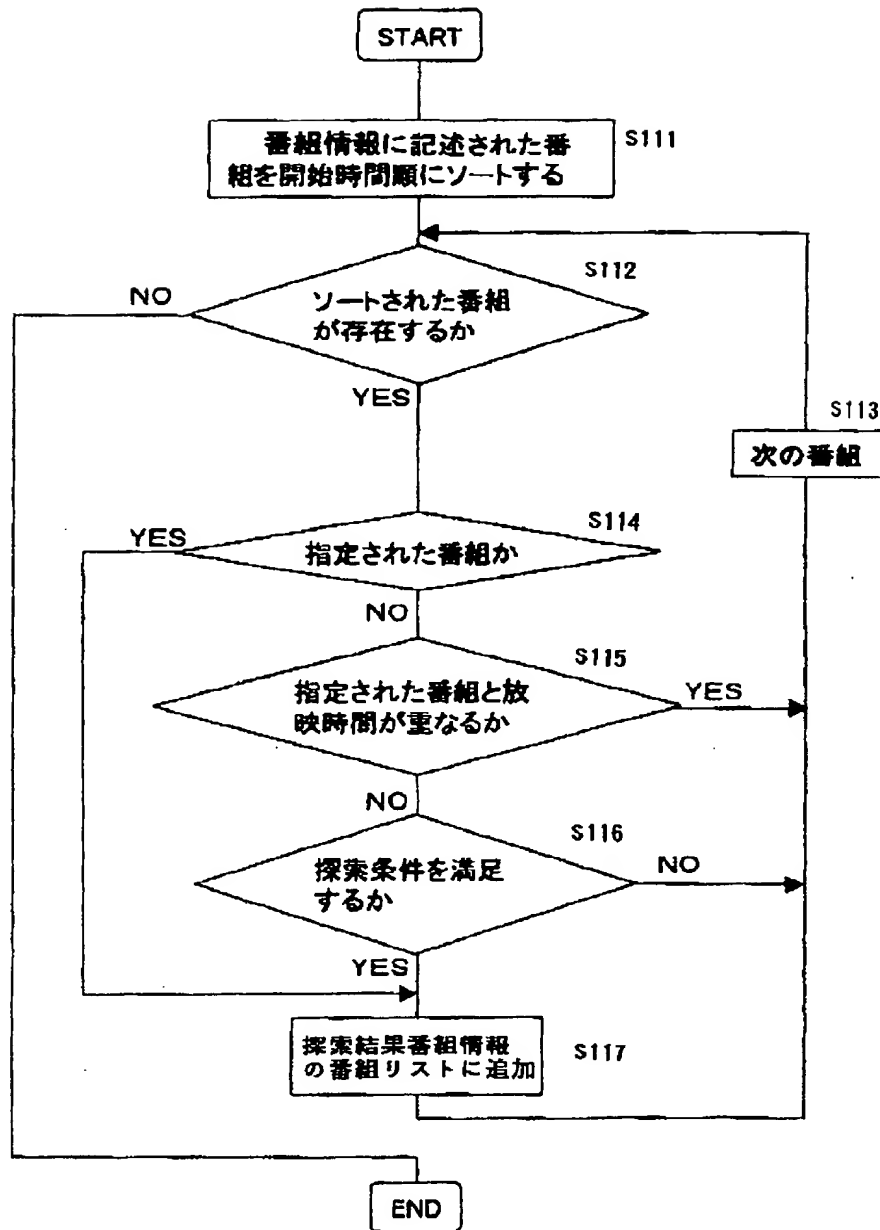 START
番組情報に記述された番
組を開始時間順にソートする
S111
S112
NO
ソートされた番組
が存在するか
YES
S113
次の番組
S114
YES
指定された番組か
NO
S115
指定された番組と放
映時間が重なるか
YES
NO
S116
探索条件を満足
するか
NO
YES
探索結果番組情報
の番組リストに追加
S117
END